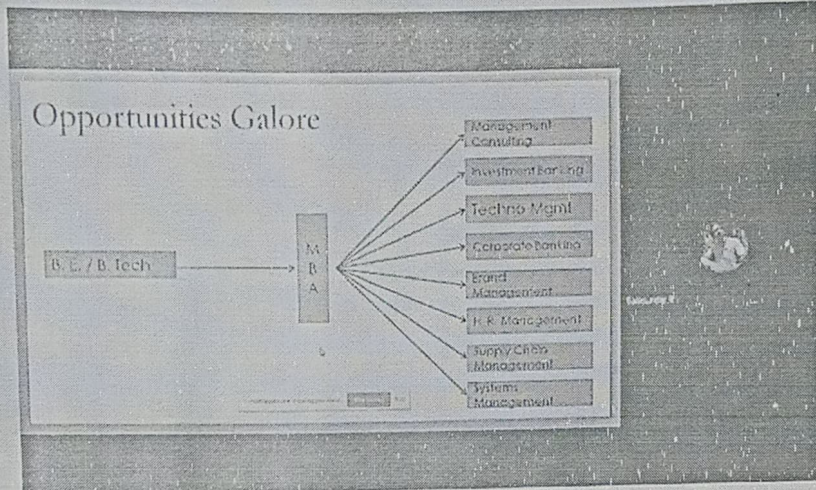 Opportunities Galore
B. E. / B. Tech
M
B
A
Management
Consulting
Investment Banking
Techno Mgmt
Corporate Banking
Brand
Management
H.R. Management
Supply Chain
Management
Systems
Management